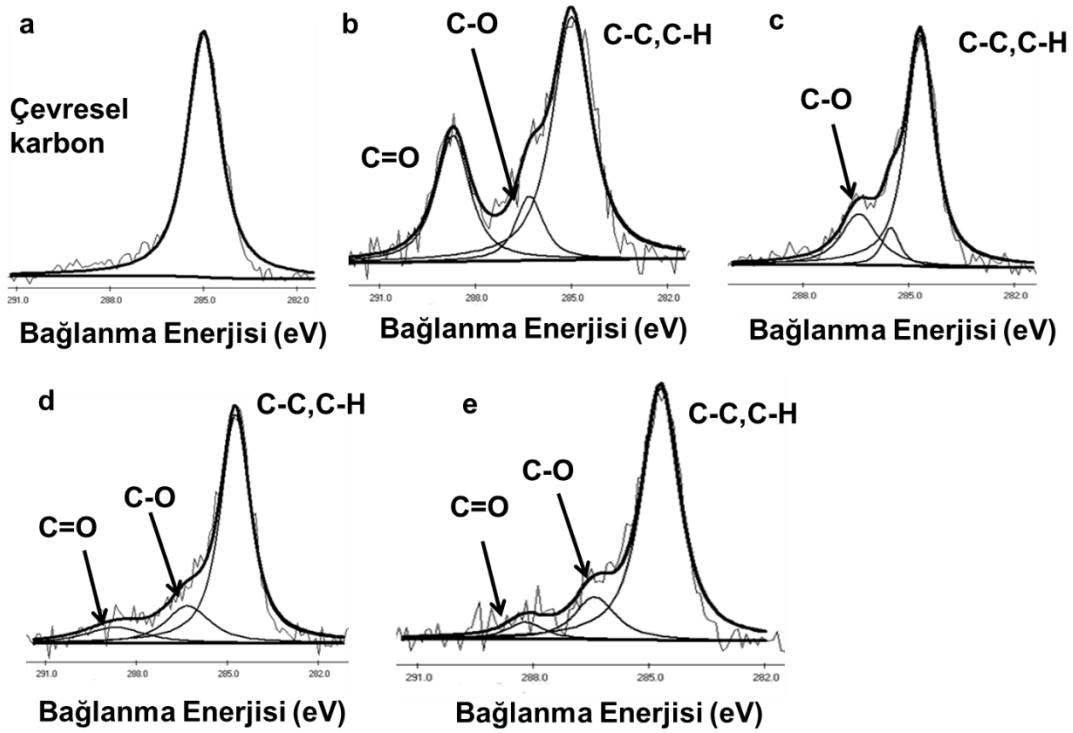 a
Çevresel
karbon
291.0 288.0 285.0 282.0
Bağlanma Enerjisi (eV)
b
C-O
C-C,C-H
C=O
291.0 288.0 285.0 282.0
Bağlanma Enerjisi (eV)
c
C-C,C-H
C-O
288.0 285.0 282.0
Bağlanma Enerjisi (eV)
d
C-C,C-H
C-O
C=O
291.0 288.0 285.0 282.0
Bağlanma Enerjisi (eV)
e
C-C,C-H
C-O
C=O
291.0 288.0 285.0 282.0
Bağlanma Enerjisi (eV)